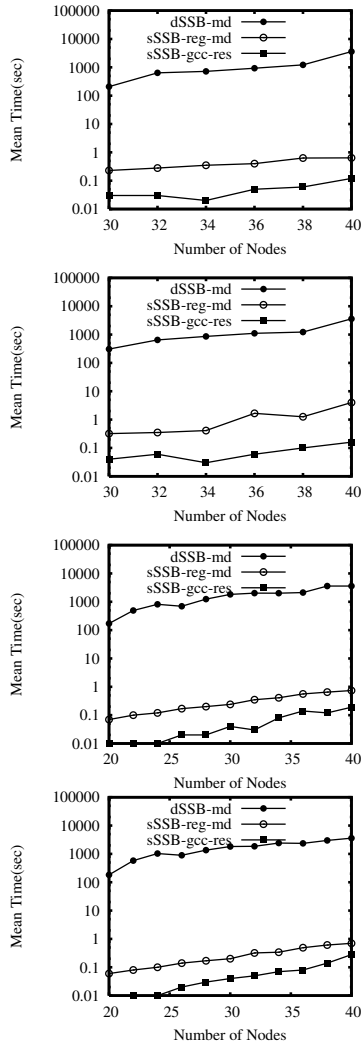 100000
10000
1000
100
10
1
0.1
0.01
Mean Time(sec)
dSSB-md
sSSB-reg-md
sSSB-gcc-res
30 32 34 36 38 40
Number of Nodes
100000
10000
1000
100
10
1
0.1
0.01
Mean Time(sec)
dSSB-md
sSSB-reg-md
sSSB-gcc-res
30 32 34 36 38 40
Number of Nodes
100000
10000
1000
100
10
1
0.1
0.01
Mean Time(sec)
dSSB-md
sSSB-reg-md
sSSB-gcc-res
20 25 30 35 40
Number of Nodes
100000
10000
1000
100
10
1
0.1
0.01
Mean Time(sec)
dSSB-md
sSSB-reg-md
sSSB-gcc-res
20 25 30 35 40
Number of Nodes